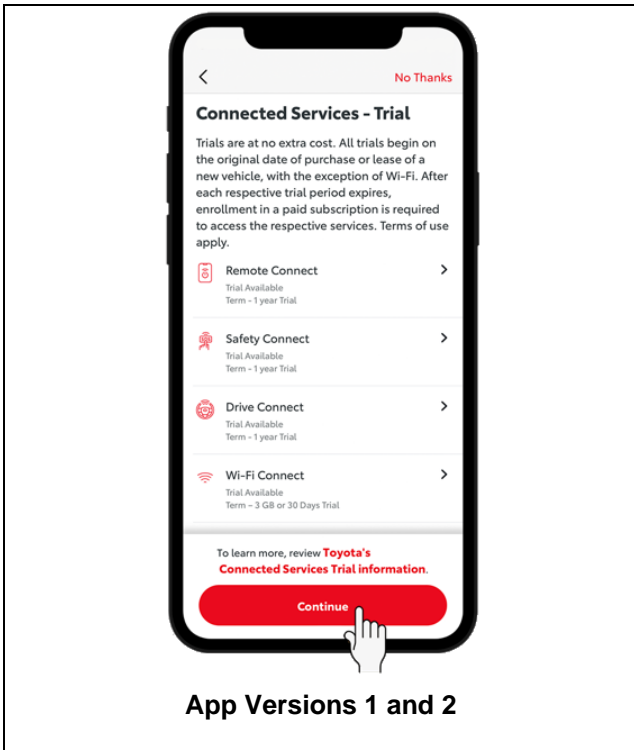 No Thanks
Connected Services - Trial
Trials are at no extra cost. All trials begin on
the original date of purchase or lease of a
new vehicle, with the exception of Wi-Fi. After
each respective trial period expires,
enrollment in a paid subscription is required
to access the respective services. Terms of use
apply.
Remote Connect
Trial Available
Term - 1 year Trial
Safety Connect
Trial Available
Term - 1 year Trial
Drive Connect
Trial Available
Term - 1 year Trial
Wi-Fi Connect
Trial Available
Term – 3 GB or 30 Days Trial
To learn more, review Toyota's
Connected Services Trial information.
Continue
App Versions 1 and 2